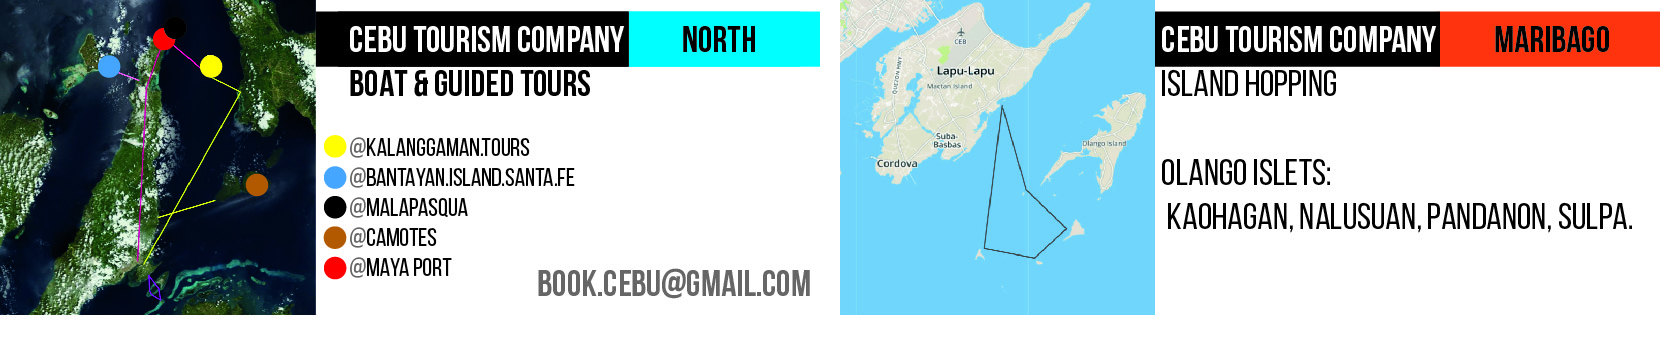 CEBU TOURISM COMPANY NORTH
BOAT & GUIDED TOURS
@KALANGGAMAN.TOURS
@BANTAYAN.ISLAND.SANTA.FE
@MALAPASQUA
@CAMOTES
@MAYA PORT
BOOK.CEBU@GMAIL.COM
CEB
Lapu-Lapu
QUEZON HWY
Mactan Island
Suba-
Basbas
Cordova
Olango Island
CEBU TOURISM COMPANY MARIBAGO
ISLAND HOPPING
OLANGO ISLETS:
KAOHAGAN, NALUSUAN, PANDANON, SULPA.